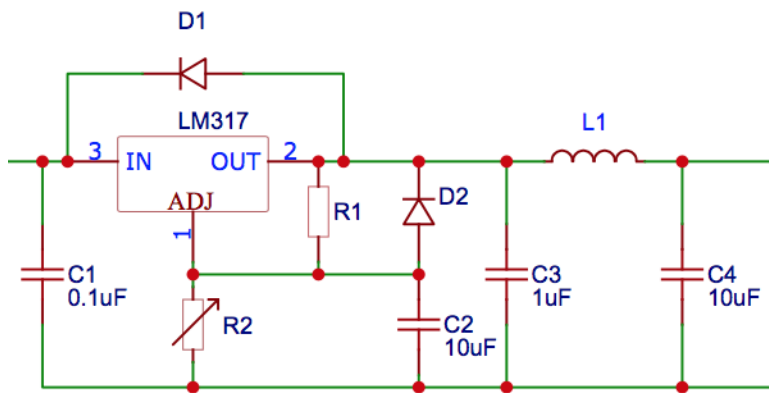 D1
LM317
L1
3 IN OUT 2
ADJ
1
R1
D2
C1
0.1uF
R2
C2
10uF
C3
1uF
C4
10uF